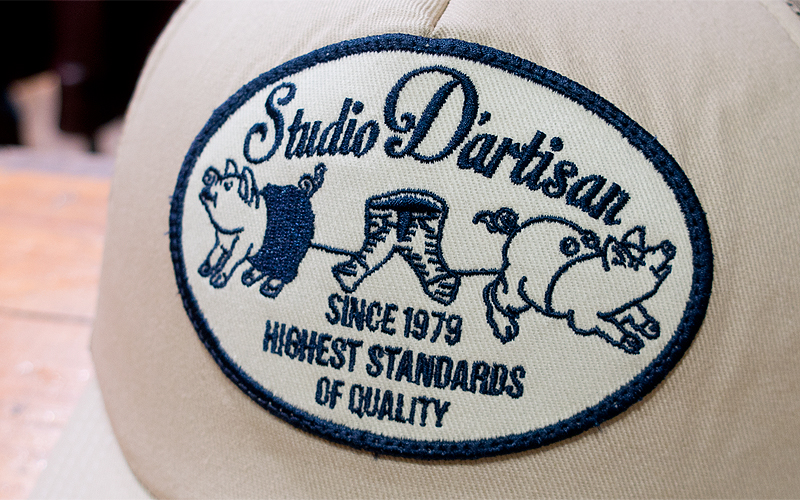 Studio D'artisan
SINCE 1979
HIGHEST STANDARDS
OF QUALITY